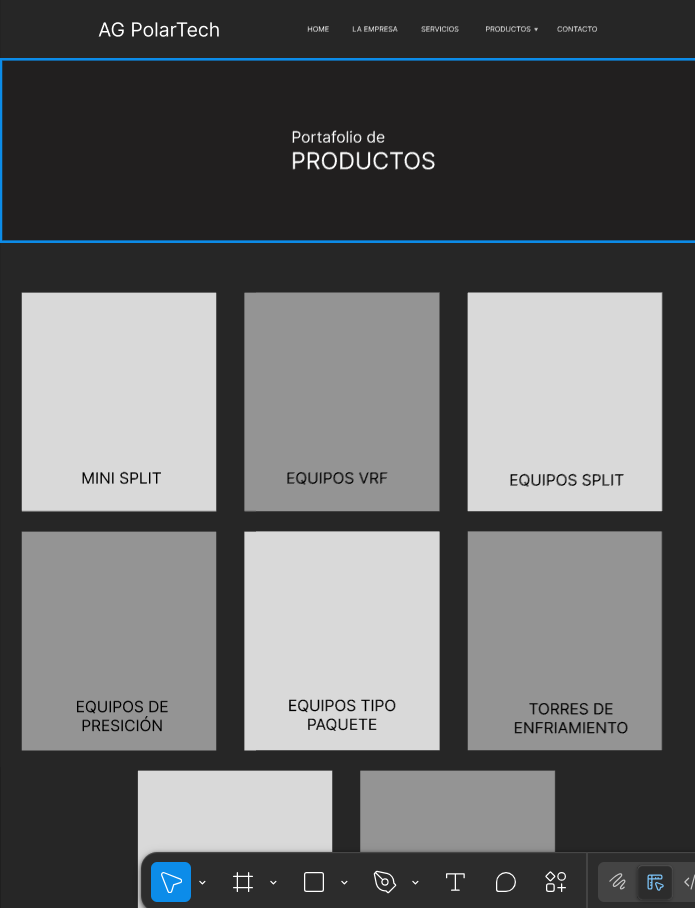 AG PolarTech
HOME LA EMPRESA SERVICIOS PRODUCTOS ▾ CONTACTO
Portafolio de
PRODUCTOS
MINI SPLIT
EQUIPOS VRF
EQUIPOS SPLIT
EQUIPOS DE
PRESICIÓN
EQUIPOS TIPO
PAQUETE
TORRES DE
ENFRIAMIENTO